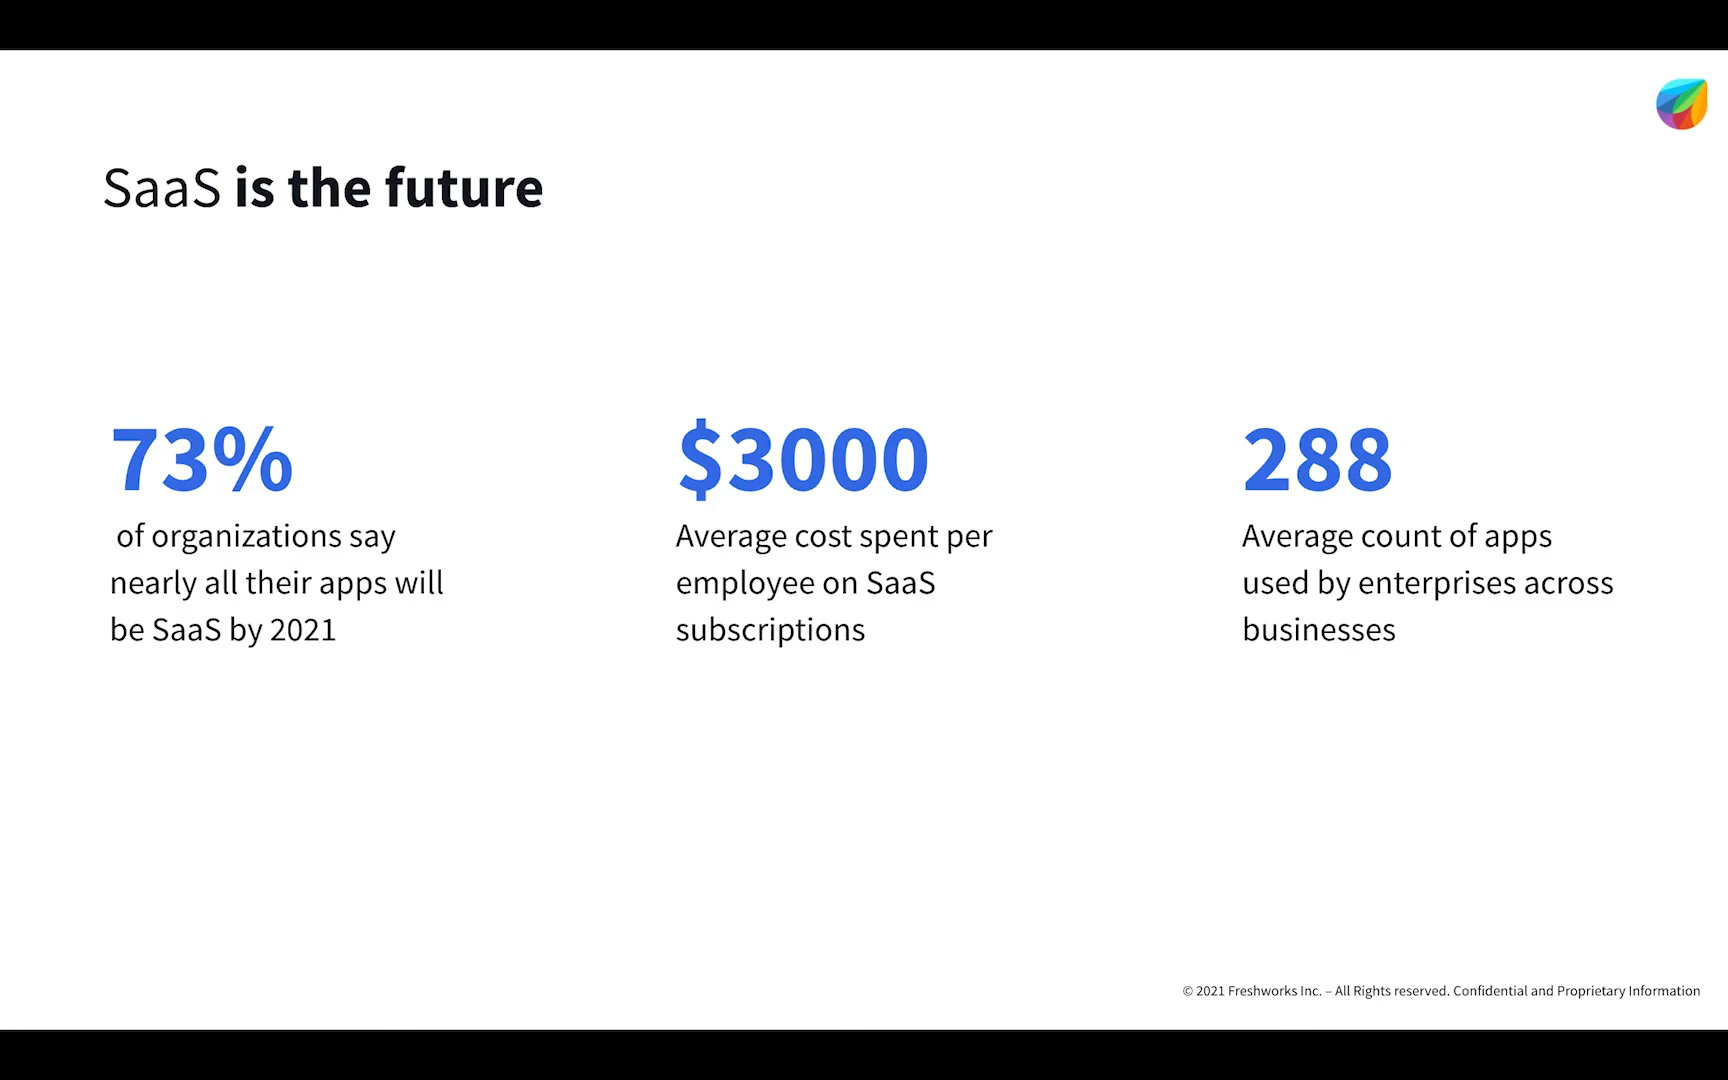 SaaS is the future
73%
of organizations say
nearly all their apps will
be SaaS by 2021
$3000
Average cost spent per
employee on SaaS
subscriptions
288
Average count of apps
used by enterprises across
businesses
© 2021 Freshworks Inc. – All Rights reserved. Confidential and Proprietary Information